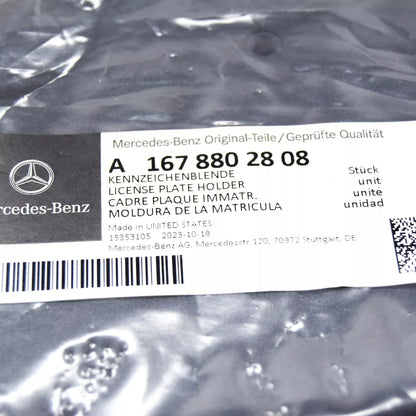 Mercedes-Benz Original-Teile/Geprüfte Qualität
A 167 880 28 08
KENNZEICHENBLENDE
LICENSE PLATE HOLDER
CADRE PLAQUE IMMATR.
MOLDURA DE LA MATRICULA
Stück
unit
unite
unidad
rcedes-Benz
Made in UNITED STATES
15353105 2023-10-18
Mercedes-Benz AG, Mercedesstr 120, 70372 Stuttgart, DE